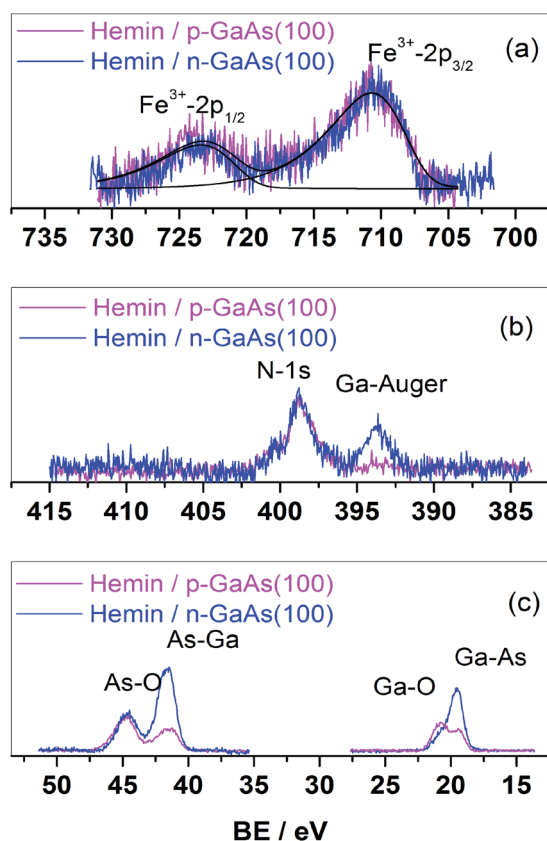 Hemin / p-GaAs(100)
(a)
Hemin / n-GaAs(100)
Fe³⁺-2p₃/₂
Fe³⁺-2p₁/₂
735 730 725 720 715 710 705 700
Hemin / p-GaAs(100)
(b)
Hemin / n-GaAs(100)
N-1s
Ga-Auger
415 410 405 400 395 390 385
Hemin / p-GaAs(100)
(c)
Hemin / n-GaAs(100)
As-Ga
Ga-As
As-O
Ga-O
50 45 40 35 30 25 20 15
BE / eV